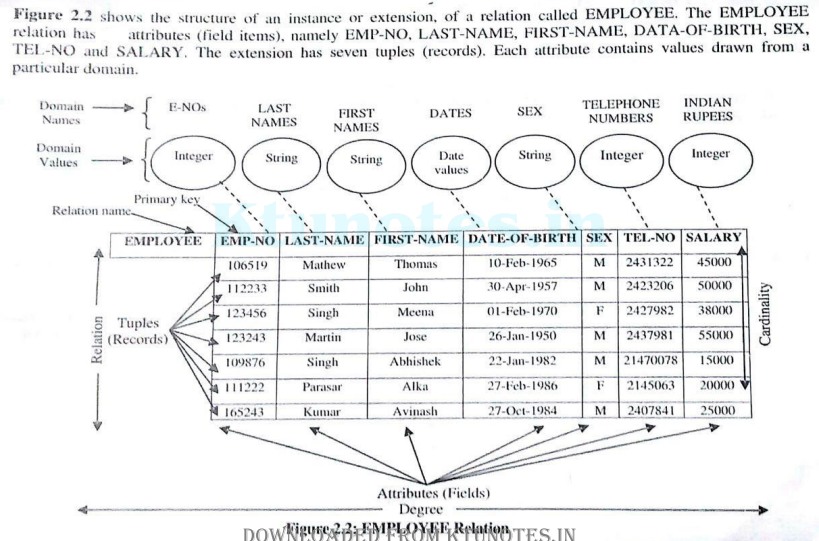 Figure 2.2 shows the structure of an instance or extension, of a relation called EMPLOYEE. The EMPLOYEE
relation has attributes (field items), namely EMP-NO, LAST-NAME, FIRST-NAME, DATA-OF-BIRTH, SEX,
TEL-NO and SALARY. The extension has seven tuples (records). Each attribute contains values drawn from a
particular domain.
Domain Names
E-NOs
LAST NAMES
FIRST NAMES
DATES
SEX
TELEPHONE NUMBERS
INDIAN RUPEES
Domain Values
Integer
String
String
Date values
String
Integer
Integer
Primary key
Relation name
Ktunotes.in
EMPLOYEE EMP-NO LAST-NAME FIRST-NAME DATE-OF-BIRTH SEX TEL-NO SALARY
106519 Mathew Thomas 10-Feb-1965 M 2431322 45000
112233 Smith John 30-Apr-1957 M 2423206 50000
123456 Singh Meena 01-Feb-1970 F 2427982 38000
123243 Martin Jose 26-Jan-1950 M 2437981 55000
109876 Singh Abhishek 22-Jan-1982 M 21470078 15000
111222 Parasar Alka 27-Feb-1986 F 2145063 20000
165243 Kumar Avinash 27-Oct-1984 M 2407841 25000
Relation
Tuples
(Records)
Cardinality
Attributes (Fields)
Degree
Figure 2.2: EMPLOYEE Relation
DOWNLOADED FROM KTUNOTES.IN